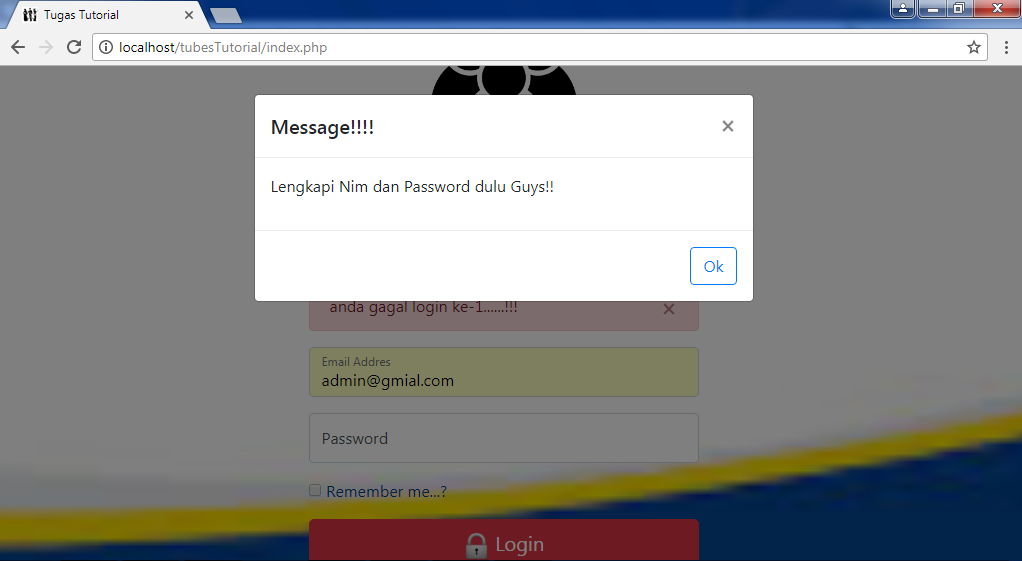 Tugas Tutorial
localhost/tubesTutorial/index.php
Message!!!!
Lengkapi Nim dan Password dulu Guys!!
Ok
anda gagal login ke-1......!!!
Email Addres
admin@gmial.com
Password
Remember me...?
Login